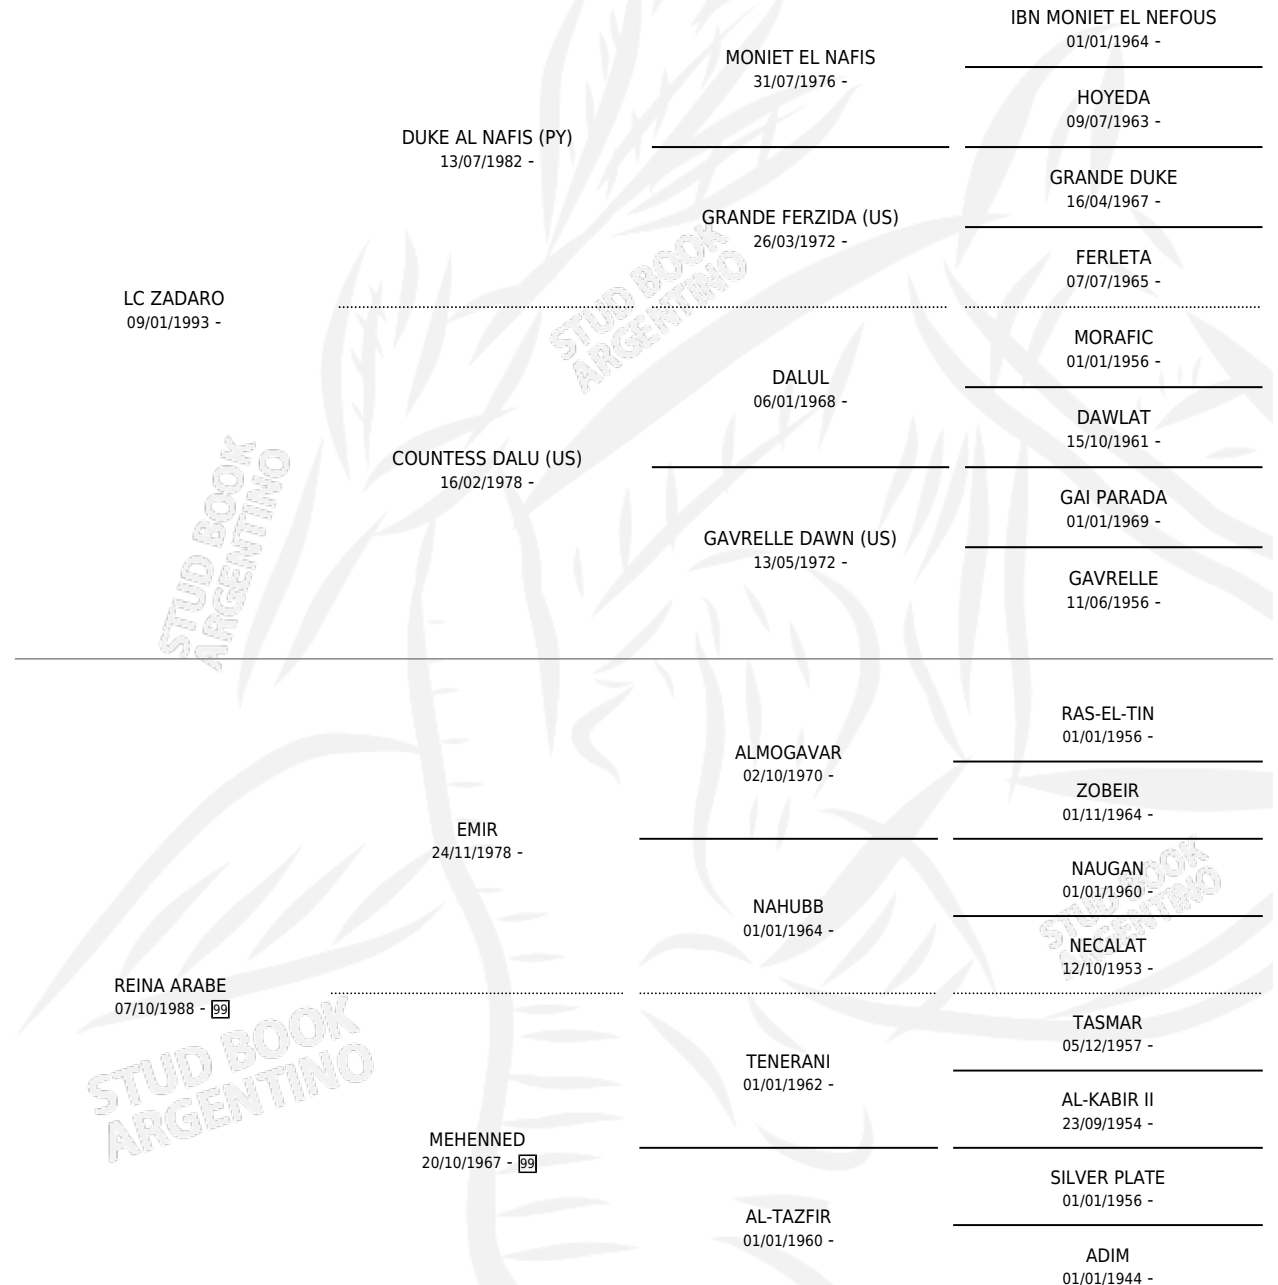 IBN MONIET EL NEFOUS
01/01/1964 -
MONIET EL NAFIS
31/07/1976 -
HOYEDA
09/07/1963 -
DUKE AL NAFIS (PY)
13/07/1982 -
GRANDE DUKE
16/04/1967 -
GRANDE FERZIDA (US)
26/03/1972 -
FERLETA
07/07/1965 -
LC ZADARO
09/01/1993 -
STUD BOOK
ARGENTINO
MORAFIC
01/01/1956 -
DALUL
06/01/1968 -
DAWLAT
15/10/1961 -
COUNTESS DALU (US)
16/02/1978 -
GAI PARADA
01/01/1969 -
GAVRELLE DAWN (US)
13/05/1972 -
GAVRELLE
11/06/1956 -
STUD BOOK
ARGENTINO
RAS-EL-TIN
01/01/1956 -
ALMOGAVAR
02/10/1970 -
ZOBEIR
01/11/1964 -
EMIR
24/11/1978 -
NAUGAN
01/01/1960 -
NAHUBB
01/01/1964 -
NECALAT
12/10/1953 -
STUD BOOK
ARGENTINO
REINA ARABE
07/10/1988 - 99
TASMAR
05/12/1957 -
TENERANI
01/01/1962 -
AL-KABIR II
23/09/1954 -
STUD BOOK
ARGENTINO
MEHENNED
20/10/1967 - 99
SILVER PLATE
01/01/1956 -
AL-TAZFIR
01/01/1960 -
ADIM
01/01/1944 -